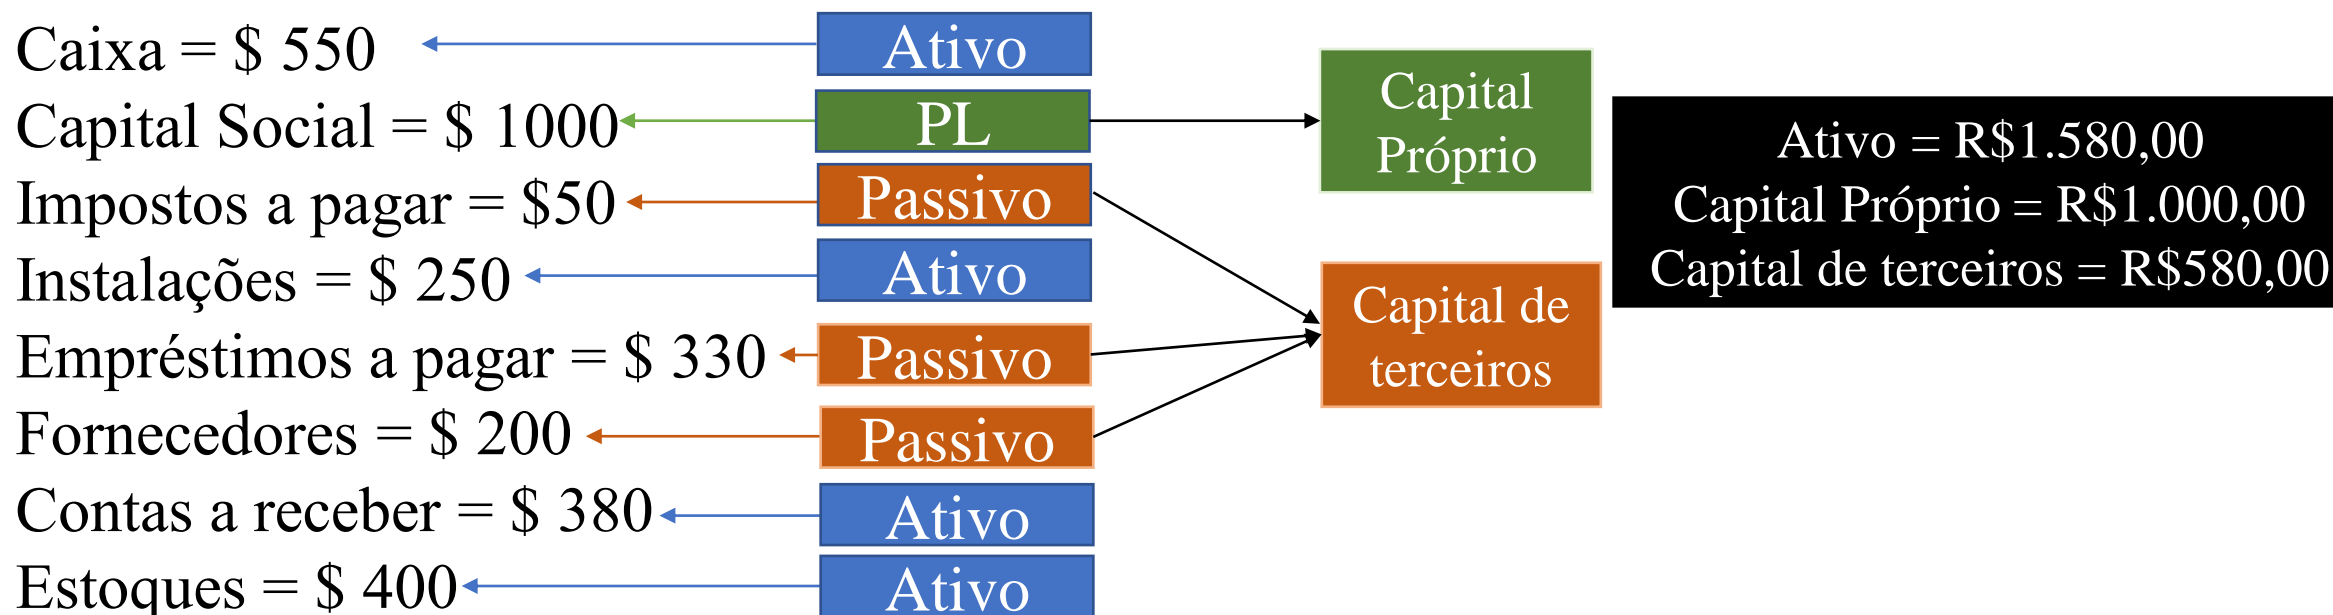 Caixa = $ 550
Ativo
Capital Social = $ 1000
PL
Capital
Próprio
Impostos a pagar = $50
Passivo
Instalações = $ 250
Ativo
Empréstimos a pagar = $ 330
Passivo
Capital de
terceiros
Fornecedores = $ 200
Passivo
Contas a receber = $ 380
Ativo
Estoques = $ 400
Ativo
Ativo = R$1.580,00
Capital Próprio = R$1.000,00
Capital de terceiros = R$580,00